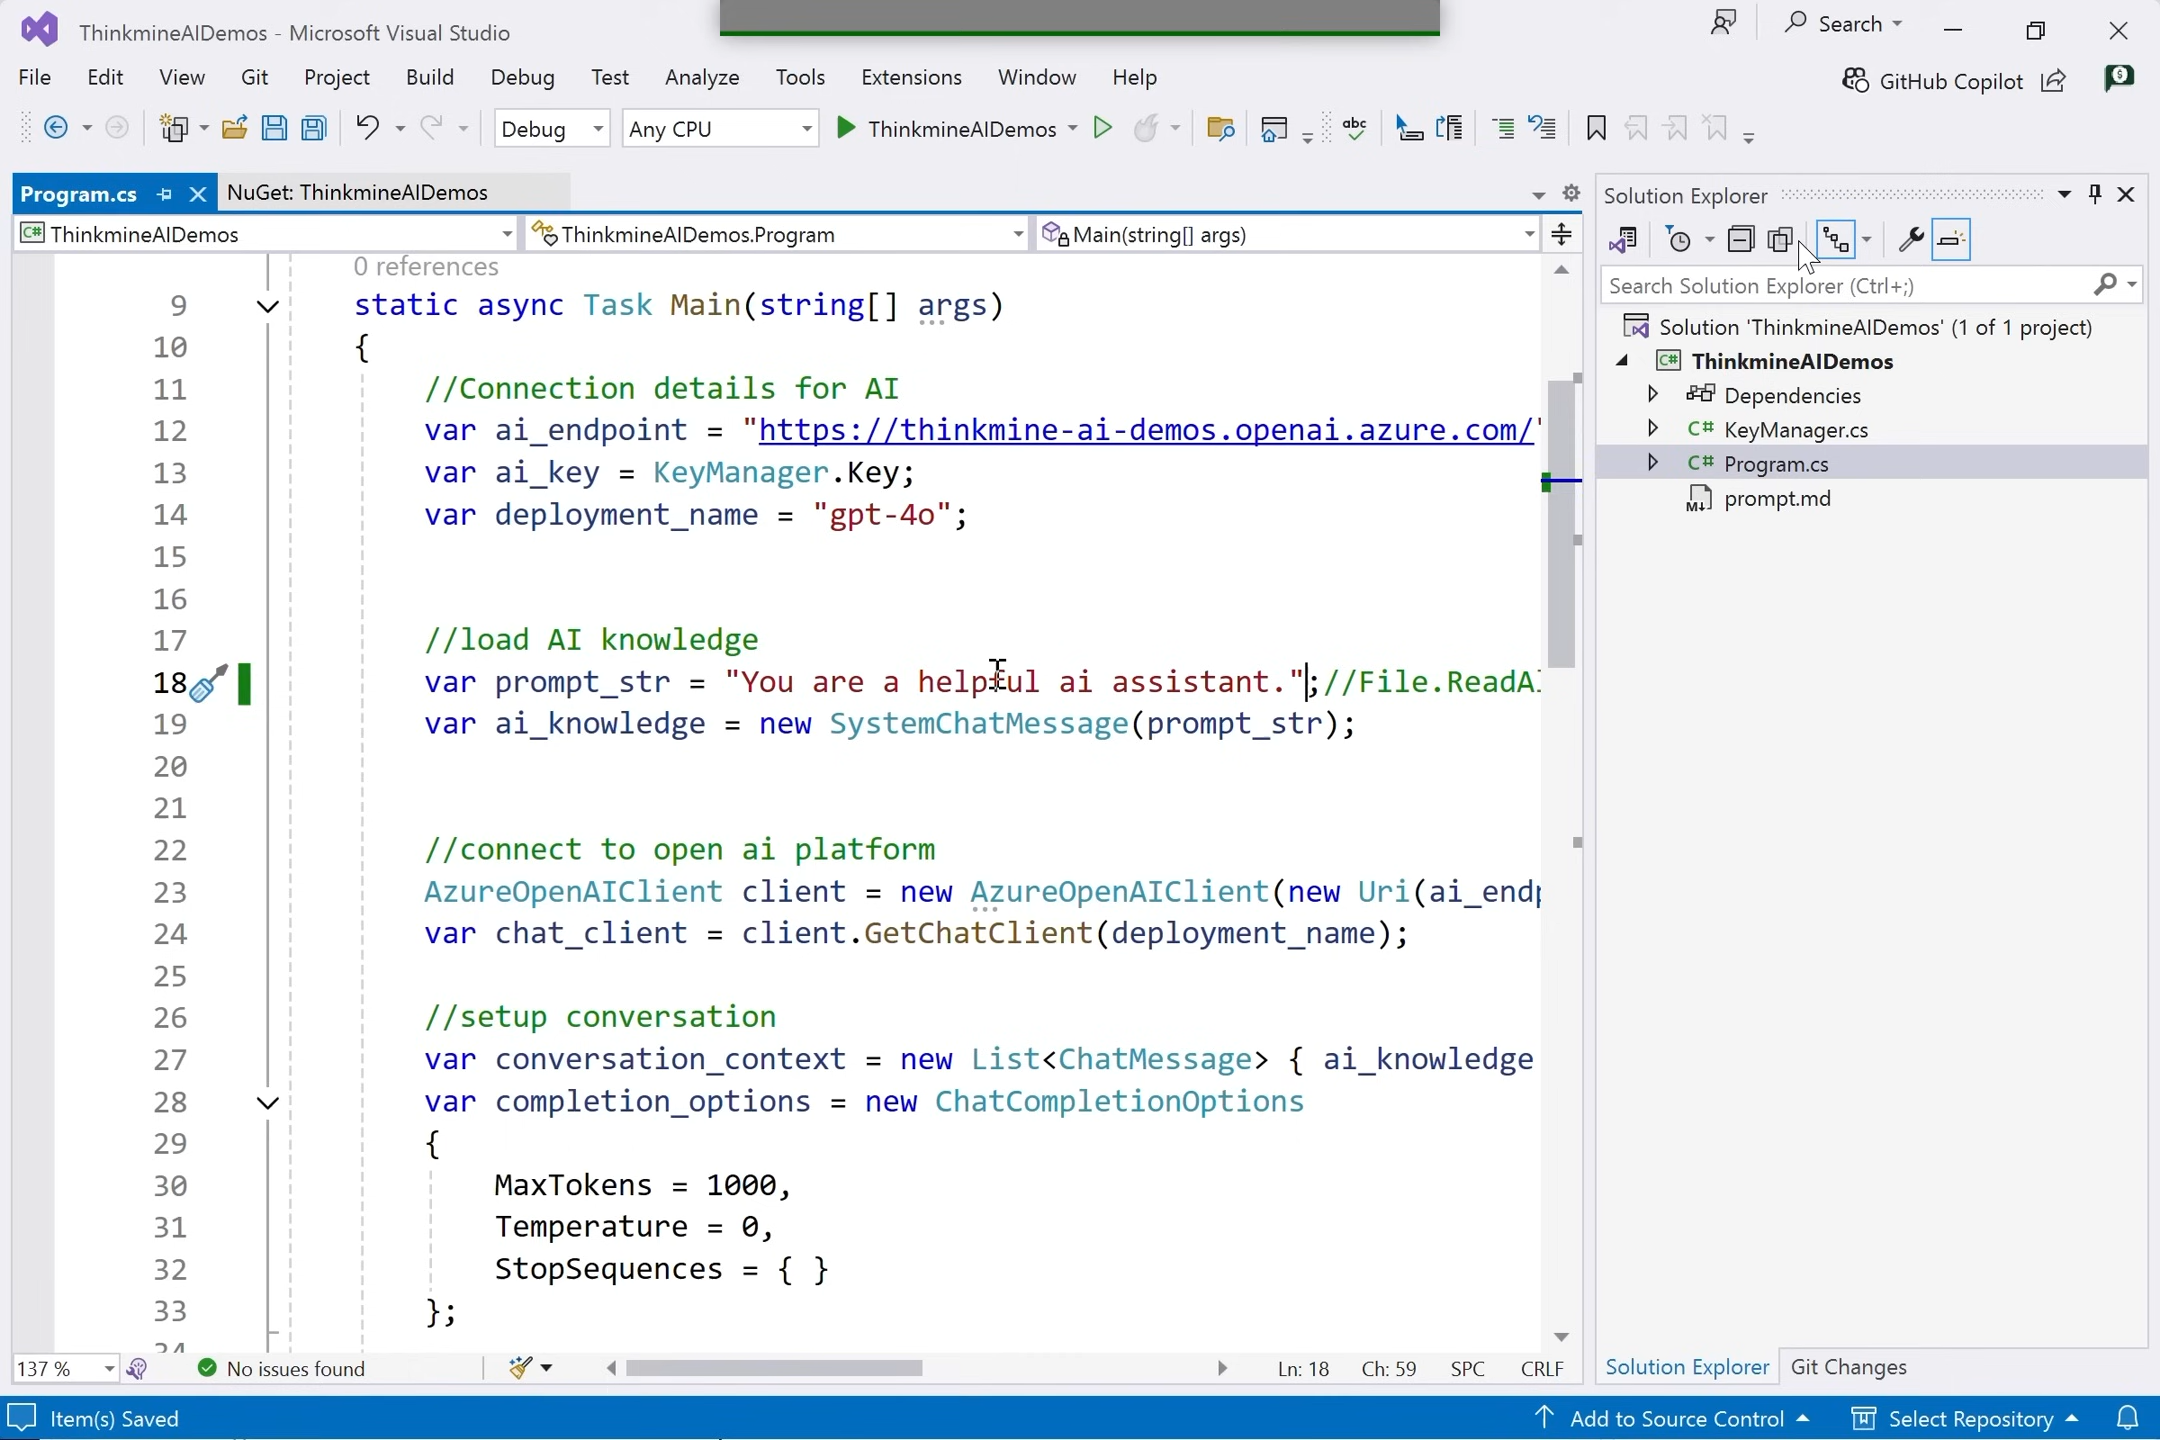 ThinkmineAIDemos - Microsoft Visual Studio
Search
File Edit View Git Project Build Debug Test Analyze Tools Extensions Window Help
GitHub Copilot
Debug Any CPU ThinkmineAIDemos
abc
Program.cs NuGet: ThinkmineAIDemos
C# ThinkmineAIDemos ThinkmineAIDemos.Program Main(string[] args)
0 references
9 static async Task Main(string[] args)
10 {
11 //Connection details for AI
12 var ai_endpoint = "https://thinkmine-ai-demos.openai.azure.com/"
13 var ai_key = KeyManager.Key;
14 var deployment_name = "gpt-4o";
15
16
17 //load AI knowledge
18 var prompt_str = "You are a helpful ai assistant.";//File.ReadAl
19 var ai_knowledge = new SystemChatMessage(prompt_str);
20
21
22 //connect to open ai platform
23 AzureOpenAIClient client = new AzureOpenAIClient(new Uri(ai_endp
24 var chat_client = client.GetChatClient(deployment_name);
25
26 //setup conversation
27 var conversation_context = new List<ChatMessage> { ai_knowledge
28 var completion_options = new ChatCompletionOptions
29 {
30 MaxTokens = 1000,
31 Temperature = 0,
32 StopSequences = { }
33 };
34
137 % No issues found Ln: 18 Ch: 59 SPC CRLF
Solution Explorer
Search Solution Explorer (Ctrl+;)
Solution 'ThinkmineAIDemos' (1 of 1 project)
C# ThinkmineAIDemos
Dependencies
C# KeyManager.cs
C# Program.cs
prompt.md
Solution Explorer Git Changes
Item(s) Saved Add to Source Control Select Repository